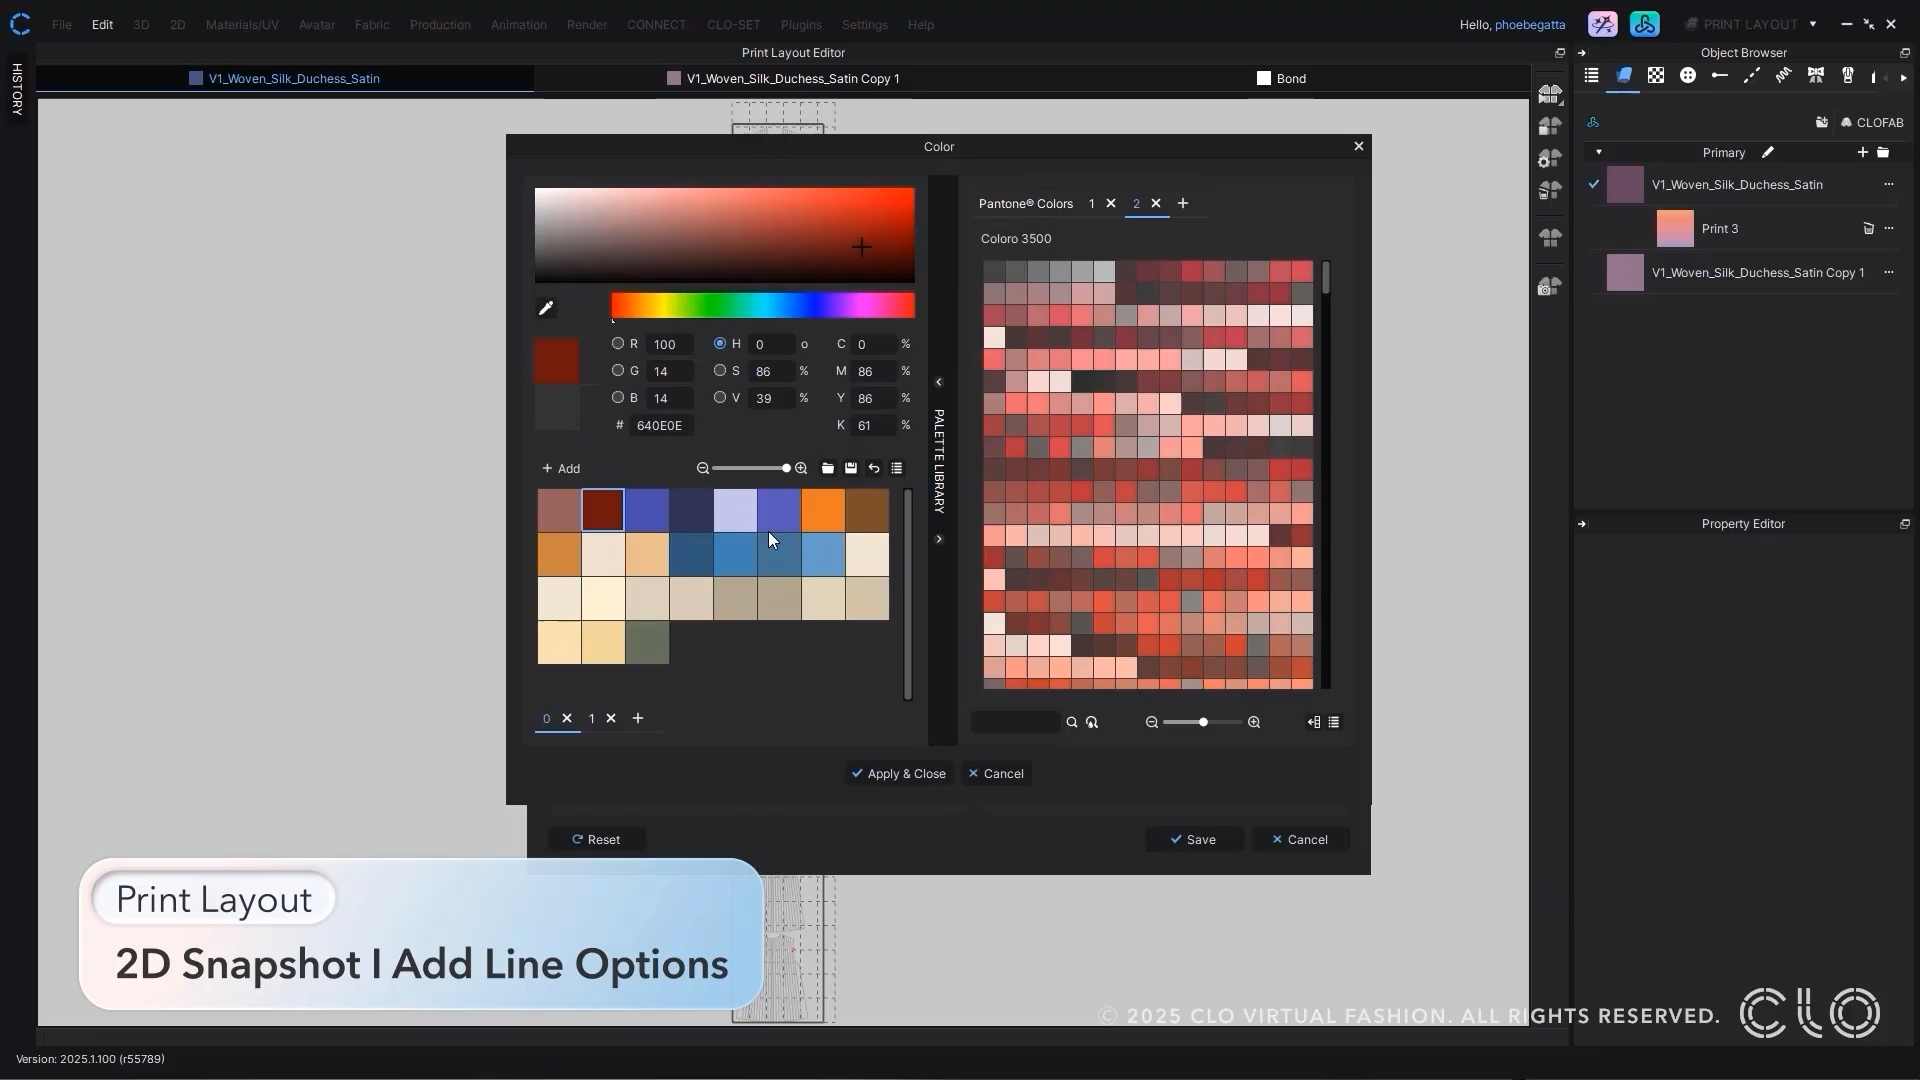 File Edit 3D 2D Materials/UV Avatar Fabric Production Animation Render CONNECT CLO-SET Plugins Settings Help
Hello, phoebegatta
PRINT LAYOUT
HISTORY
Print Layout Editor
V1_Woven_Silk_Duchess_Satin
V1_Woven_Silk_Duchess_Satin Copy 1
Bond
Color
R 100
H 0 o
C 0 %
G 14
S 86 %
M 86 %
B 14
V 39 %
Y 86 %
# 640E0E
K 61 %
+ Add
0
1
PALETTE LIBRARY
Pantone® Colors 1 2
Coloro 3500
Apply & Close
Cancel
Reset
Save
Cancel
Object Browser
CLOFAB
Primary
V1_Woven_Silk_Duchess_Satin
Print 3
V1_Woven_Silk_Duchess_Satin Copy 1
Property Editor
Print Layout
2D Snapshot I Add Line Options
© 2025 CLO VIRTUAL FASHION. ALL RIGHTS RESERVED.
CLO
Version: 2025.1.100 (r55789)